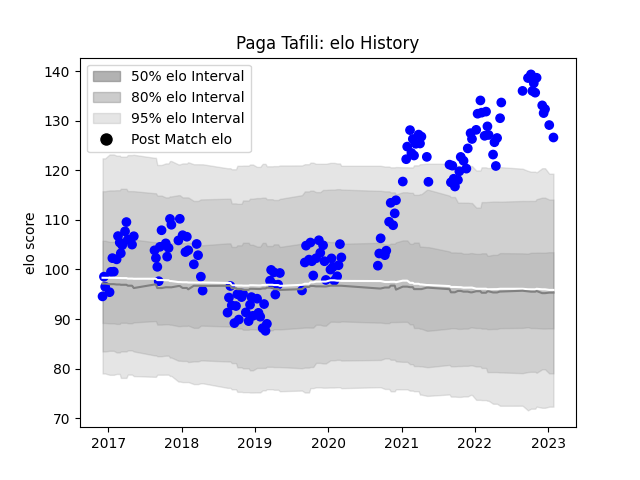 Paga Tafili: elo History
50% elo Interval
80% elo Interval
95% elo Interval
Post Match elo
elo score
140
130
120
110
100
90
80
70
2017 2018 2019 2020 2021 2022 2023